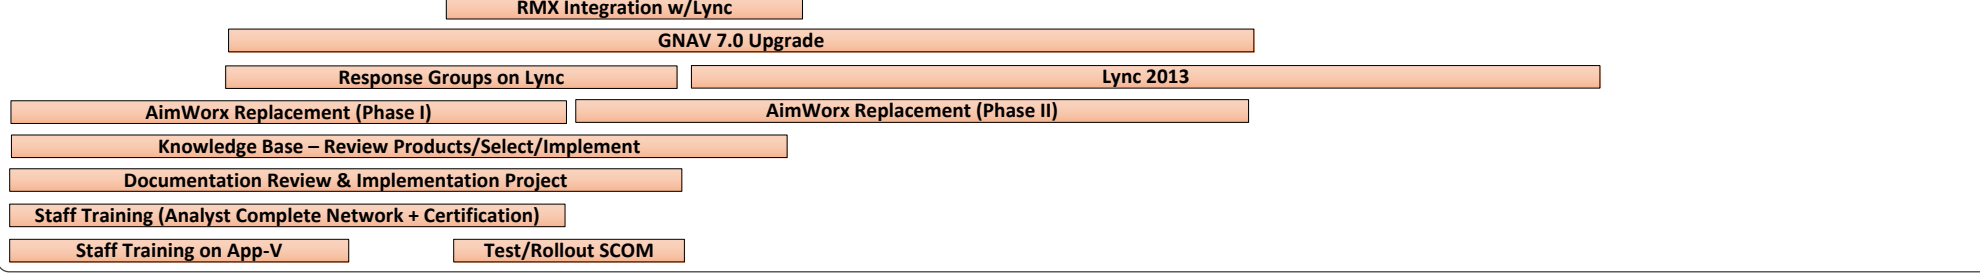 RMX Integration w/Lync
GNAV 7.0 Upgrade
Response Groups on Lync
Lync 2013
AimWorx Replacement (Phase I)
AimWorx Replacement (Phase II)
Knowledge Base – Review Products/Select/Implement
Documentation Review & Implementation Project
Staff Training (Analyst Complete Network + Certification)
Staff Training on App-V
Test/Rollout SCOM